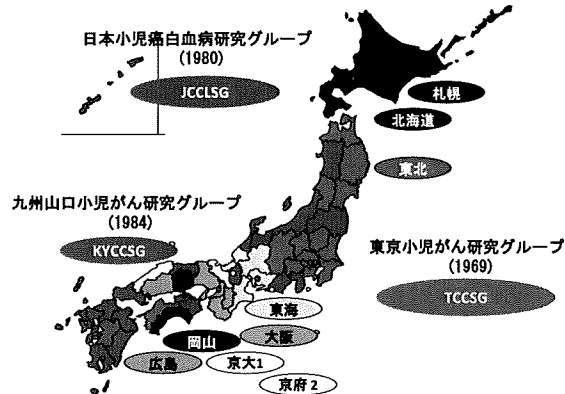 日本小児癌白血病研究グループ
(1980)
JCCLSG
札幌
北海道
東北
九州山口小児がん研究グループ
(1984)
KYCCSG
東京小児がん研究グループ
(1969)
TCCSG
東海
岡山
大阪
広島
京大1
京府2